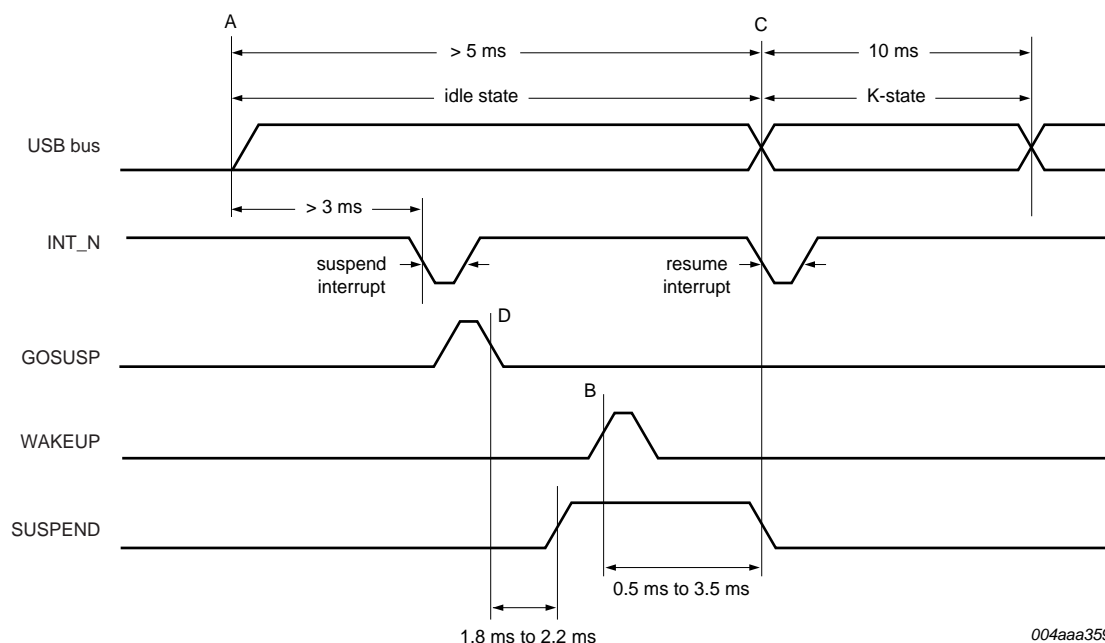 A
C
> 5 ms
10 ms
idle state
K-state
USB bus
> 3 ms
INT_N
suspend
interrupt
resume
interrupt
D
GOSUSP
B
WAKEUP
SUSPEND
0.5 ms to 3.5 ms
1.8 ms to 2.2 ms
004aaa359